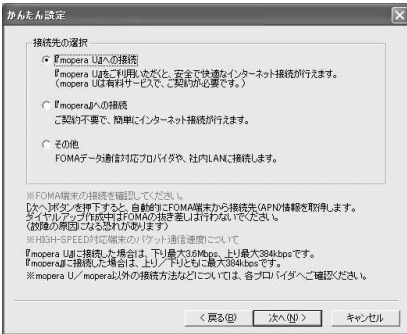 かんたん設定
接続先の選択
『mopera U』への接続
『mopera U』をご利用いただくと、安全で快適なインターネット接続が行えます。
(mopera Uは有料サービスで、ご契約が必要です。)
『mopera』への接続
ご契約不要で、簡単にインターネット接続が行えます。
その他
FOMAデータ通信対応プロバイダや、社内LANに接続します。
※FOMA端末の接続を確認してください。
[次へ]ボタンを押下すると、自動的にFOMA端末から接続先(APN)情報を取得します。
ダイヤルアップ作成中はFOMAの抜き差しは行わないでください。
(故障の原因になる恐れがあります)
※HIGH-SPEED対応端末のパケット通信速度について
『mopera U』に接続した場合は、下り最大3.6Mbps、上り最大384kbpsです。
『mopera』に接続した場合は、上り/下りともに最大384kbpsです。
※mopera U/mopera以外の接続方法などについては、各プロバイダへご確認ください。
< 戻る(B)
次へ(N) >
キャンセル